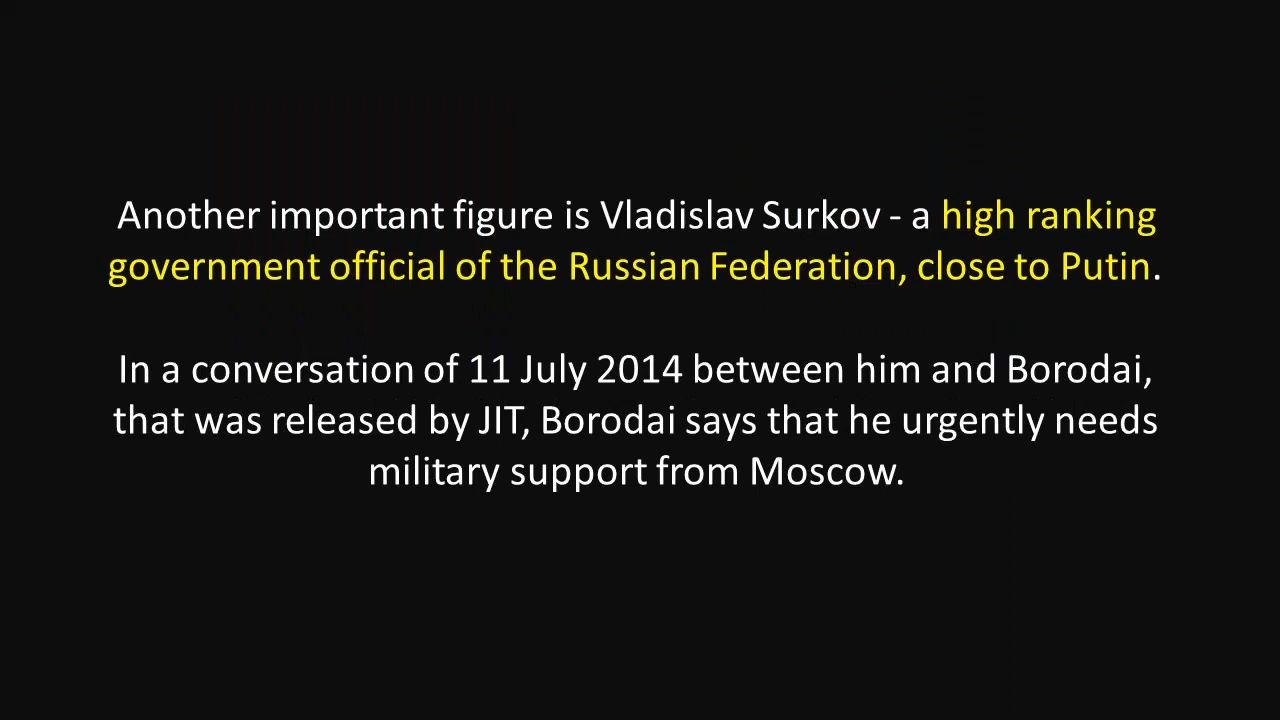 Another important figure is Vladislav Surkov - a high ranking
government official of the Russian Federation, close to Putin.
In a conversation of 11 July 2014 between him and Borodai,
that was released by JIT, Borodai says that he urgently needs
military support from Moscow.